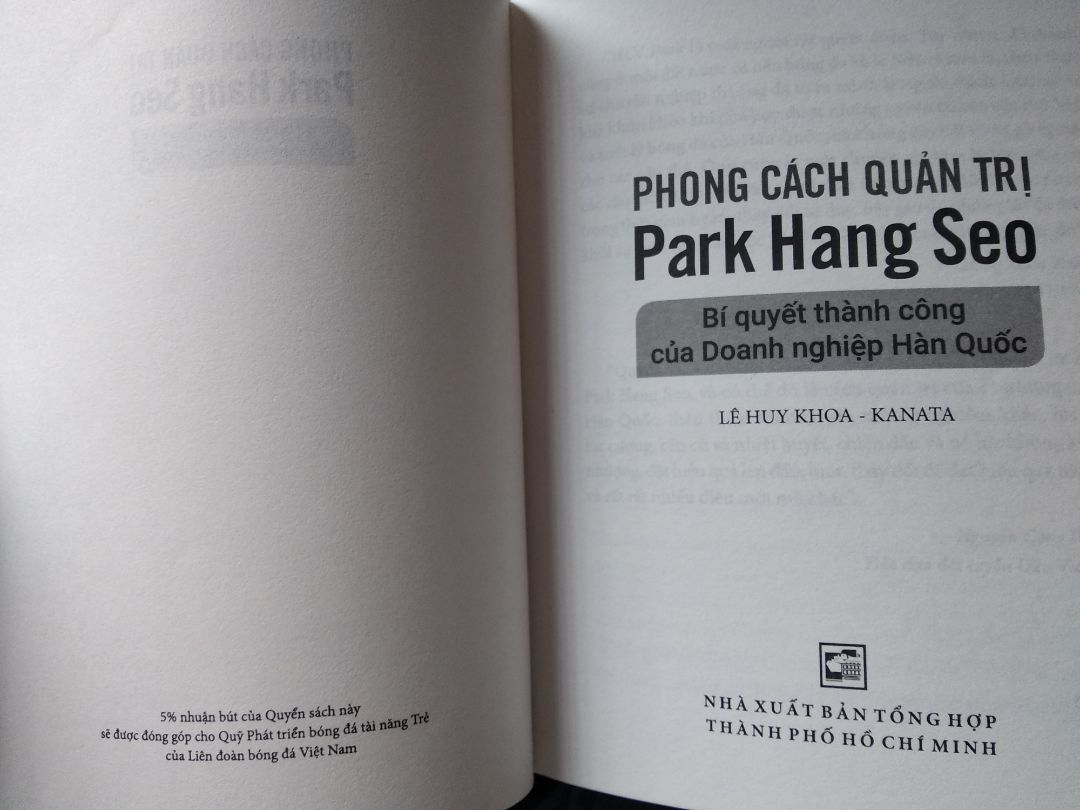 5% nhuận bút của Quyển sách này
sẽ được đóng góp cho Quỹ Phát triển bóng đá tài năng Trẻ
của Liên đoàn bóng đá Việt Nam
PHONG CÁCH QUẢN TRỊ
Park Hang Seo
Bí quyết thành công
của Doanh nghiệp Hàn Quốc
LÊ HUY KHOA - KANATA
NHÀ XUẤT BẢN TỔNG HỢP
THÀNH PHỐ HỒ CHÍ MINH